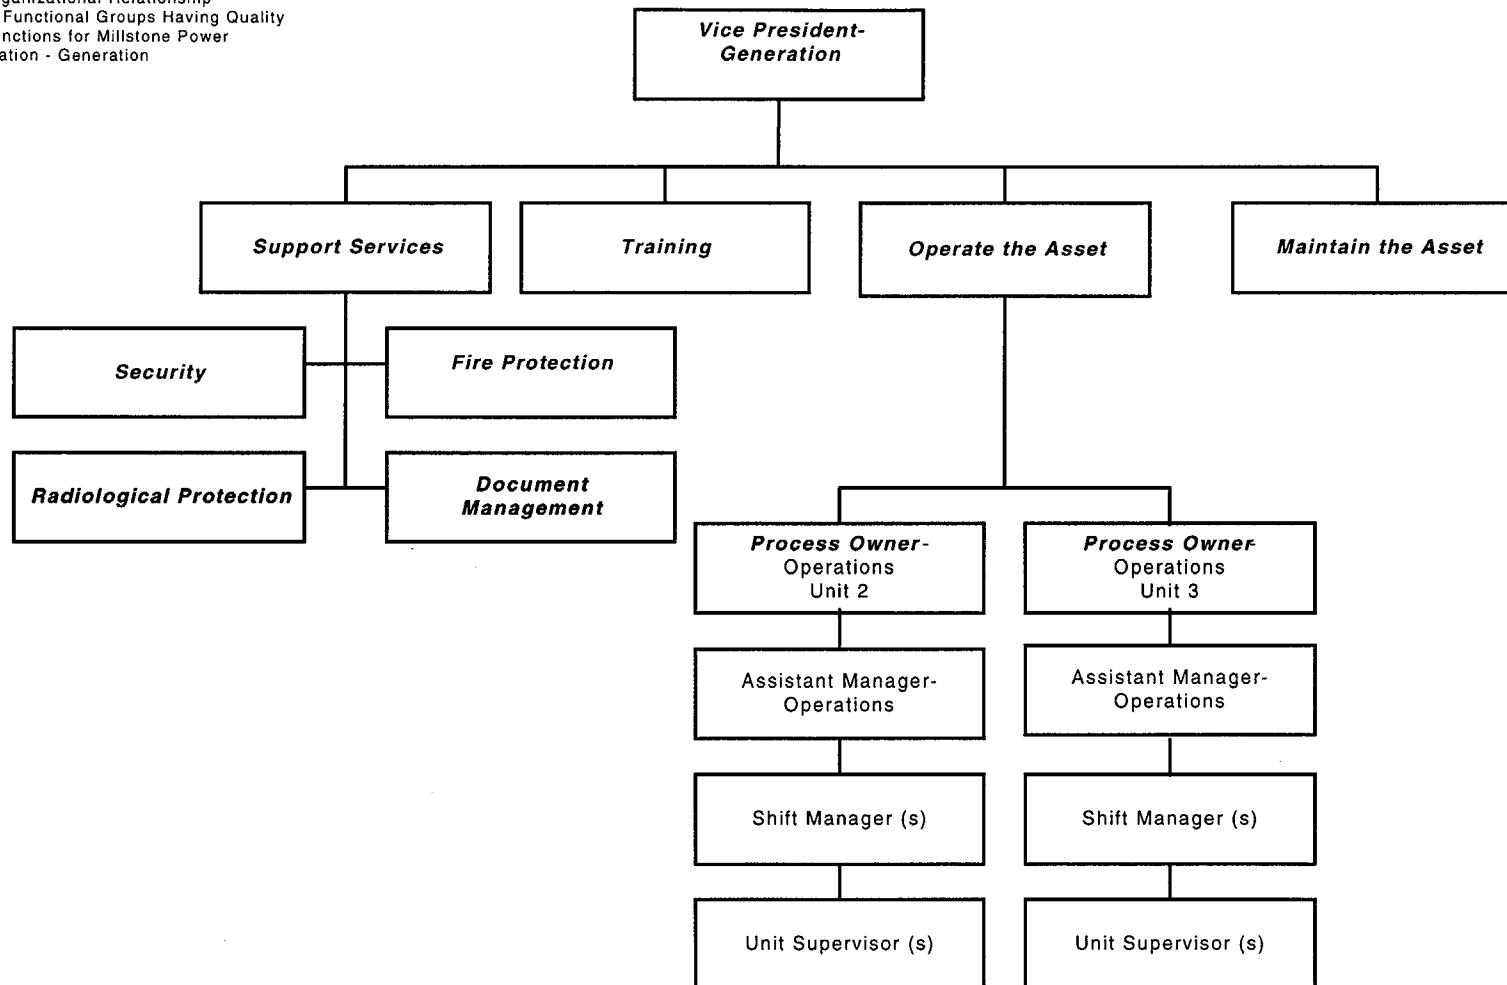 Relationship
Functional Groups Having Quality
for Millstone Power
- Generation
Vice President-
Generation
Support Services
Training
Operate the Asset
Maintain the Asset
Security
Fire Protection
Radiological Protection
Document
Management
Process Owner-
Operations
Unit 2
Process Owner-
Operations
Unit 3
Assistant Manager-
Operations
Assistant Manager-
Operations
Shift Manager (s)
Shift Manager (s)
Unit Supervisor (s)
Unit Supervisor (s)